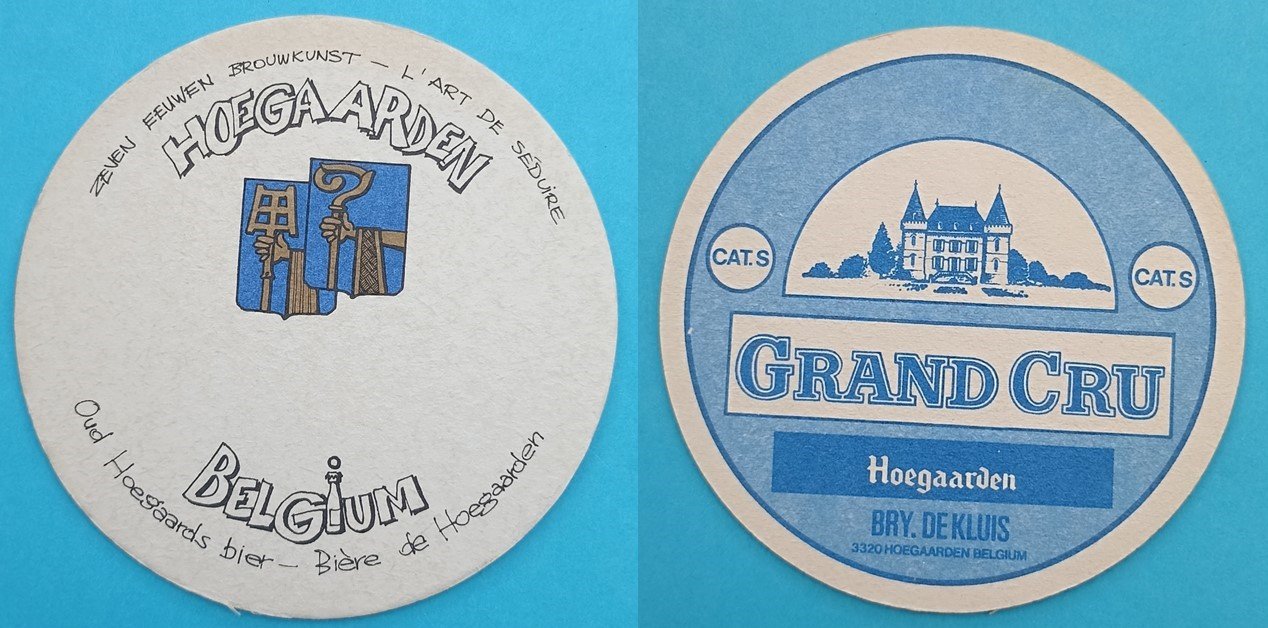 ZEVEN EEUWEN BROUWKUNST – L'ART DE SÉDUIRE
HOEGAARDEN
BELGIUM
Oud Hoegaards bier – Bière de Hoegaarden
CAT. S
CAT. S
GRAND CRU
Hoegaarden
BRY. DE KLUIS
3320 HOEGAARDEN BELGIUM